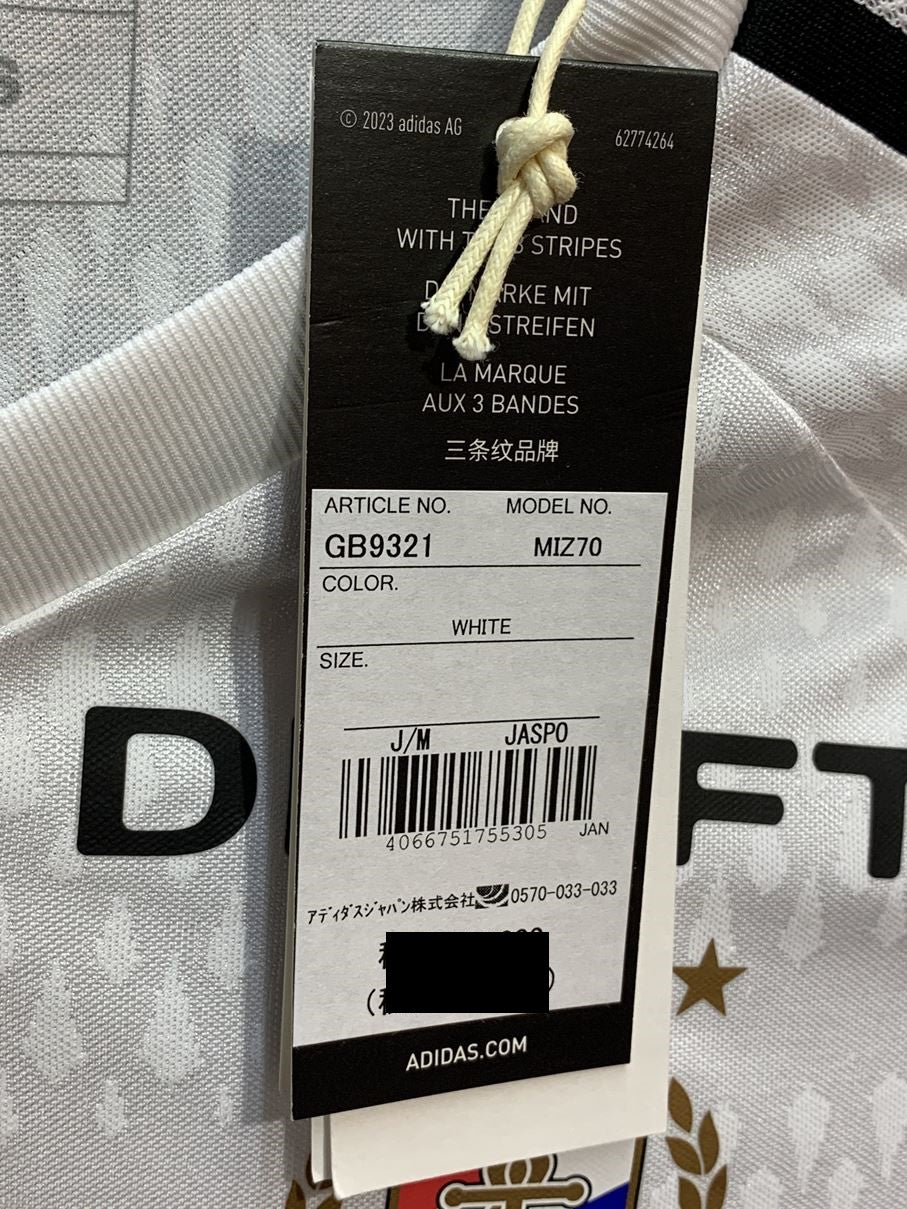 © 2023 adidas AG
62774264
THE AND
WITH STRIPES
MIT
STREIFEN
LA MARQUE
AUX 3 BANDES
三条纹品牌
ARTICLE NO. MODEL NO.
GB9321 MIZ70
COLOR.
WHITE
SIZE.
J/M JASPO
4066751755305 JAN
アディダスジャパン株式会社 0570-033-033
ADIDAS.COM